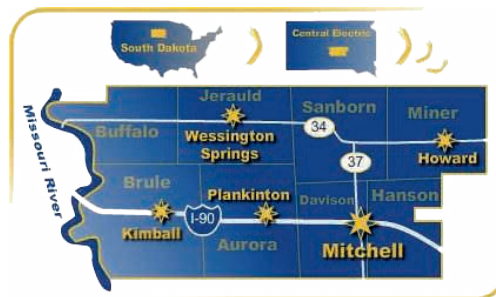 South Dakota
Central Electric
Jerauld
Sanborn
Miner
Buffalo
Wessington
Springs
34
Howard
37
Missouri River
Brule
Plankinton
Davison
Hanson
Kimball
I-90
Aurora
Mitchell